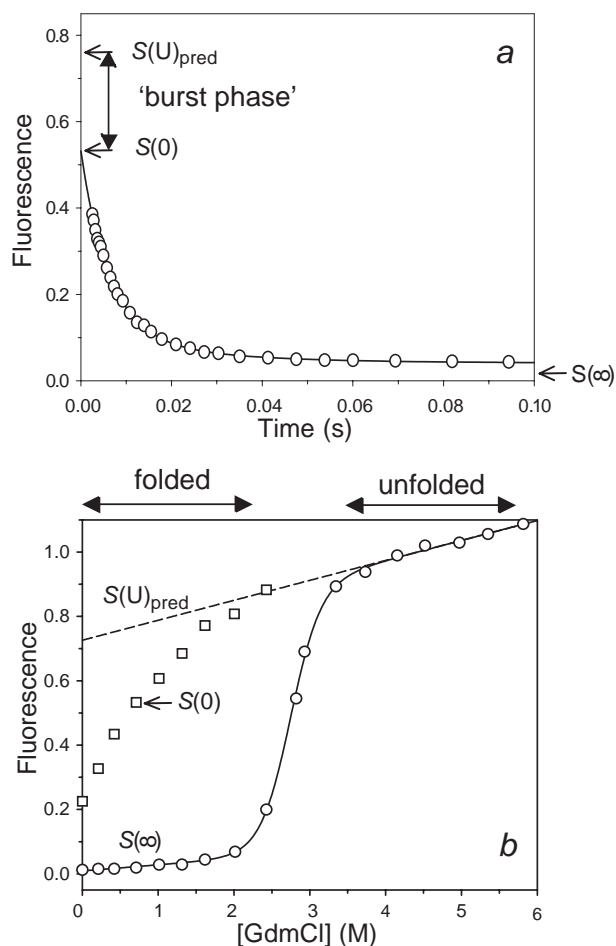 a
0.8
S(U)pred
'burst phase'
S(0)
0.6
0.4
0.2
0.0
Fluorescence
S(∞)
0.00 0.02 0.04 0.06 0.08 0.10
Time (s)
folded unfolded
1.0
S(U)pred
0.8
S(0)
0.6
0.4
0.2
S(∞)
0.0
Fluorescence
b
0 1 2 3 4 5 6
[GdmCl] (M)